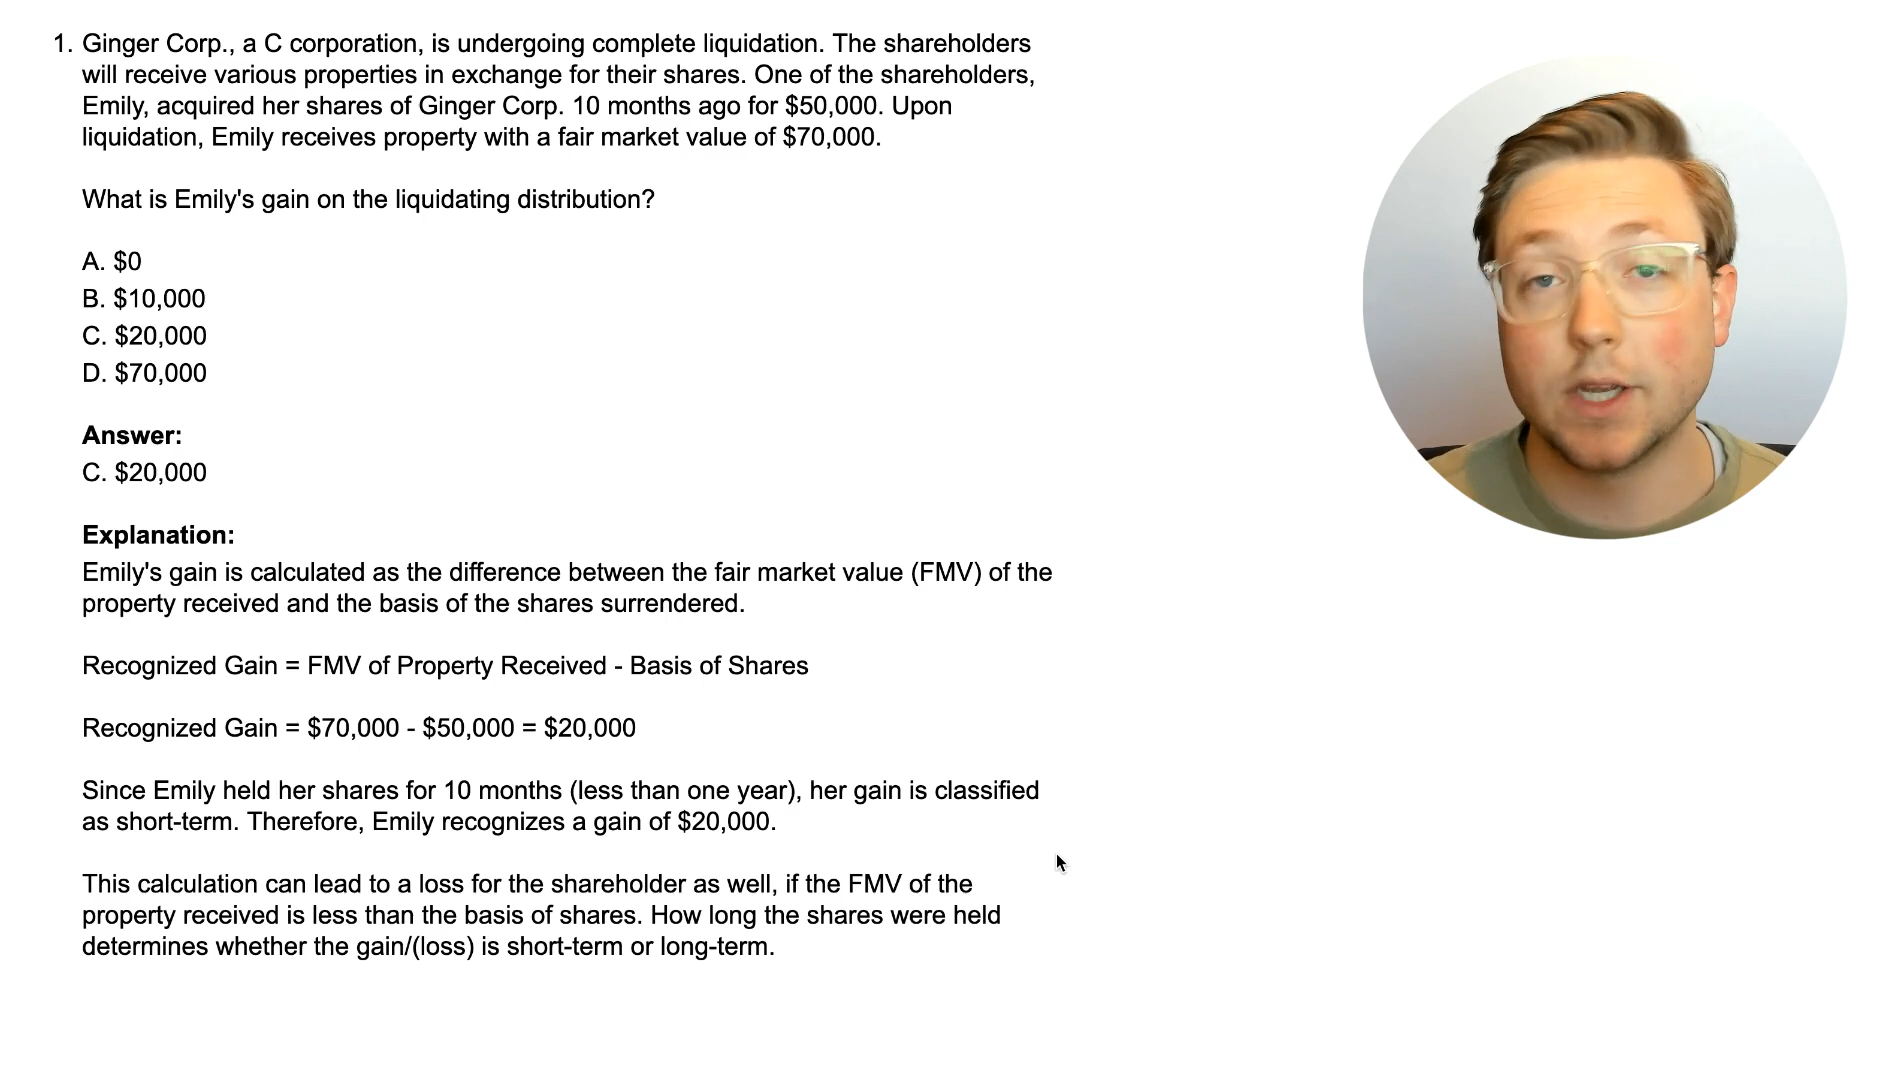 1. Ginger Corp., a C corporation, is undergoing complete liquidation. The shareholders
will receive various properties in exchange for their shares. One of the shareholders,
Emily, acquired her shares of Ginger Corp. 10 months ago for $50,000. Upon
liquidation, Emily receives property with a fair market value of $70,000.
What is Emily's gain on the liquidating distribution?
A. $0
B. $10,000
C. $20,000
D. $70,000
Answer:
C. $20,000
Explanation:
Emily's gain is calculated as the difference between the fair market value (FMV) of the
property received and the basis of the shares surrendered.
Recognized Gain = FMV of Property Received - Basis of Shares
Recognized Gain = $70,000 - $50,000 = $20,000
Since Emily held her shares for 10 months (less than one year), her gain is classified
as short-term. Therefore, Emily recognizes a gain of $20,000.
This calculation can lead to a loss for the shareholder as well, if the FMV of the
property received is less than the basis of shares. How long the shares were held
determines whether the gain/(loss) is short-term or long-term.